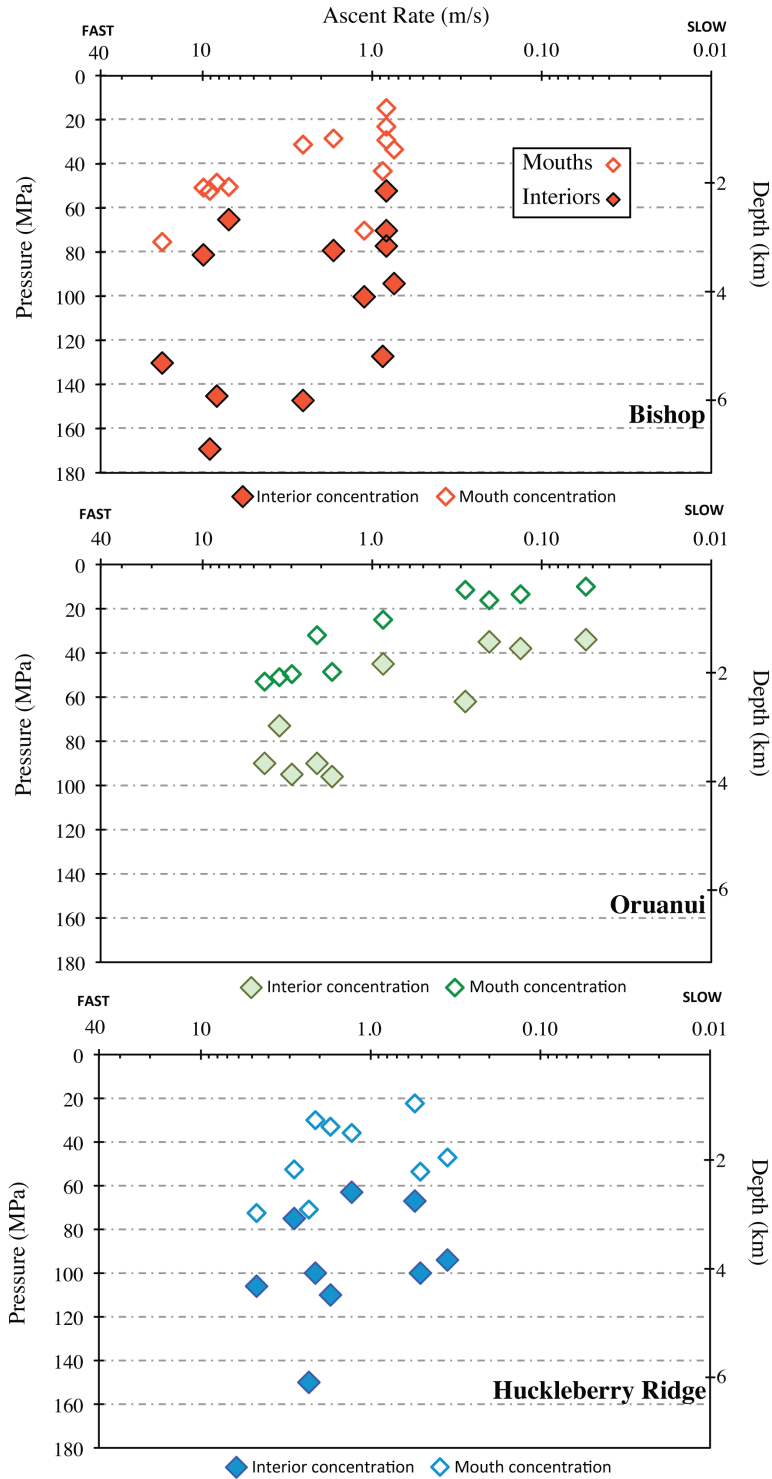 Ascent Rate (m/s)
FAST SLOW
40 10 1.0 0.10 0.01
0
20
40
60
80
100
120
140
160
180
Pressure (MPa)
Mouths
Interiors
2
4
6
Depth (km)
Bishop
Interior concentration Mouth concentration
FAST SLOW
40 10 1.0 0.10 0.01
0
20
40
60
80
100
120
140
160
180
Pressure (MPa)
2
4
6
Depth (km)
Oruanui
Interior concentration Mouth concentration
FAST SLOW
40 10 1.0 0.10 0.01
0
20
40
60
80
100
120
140
160
180
Pressure (MPa)
2
4
6
Depth (km)
Huckleberry Ridge
Interior concentration Mouth concentration